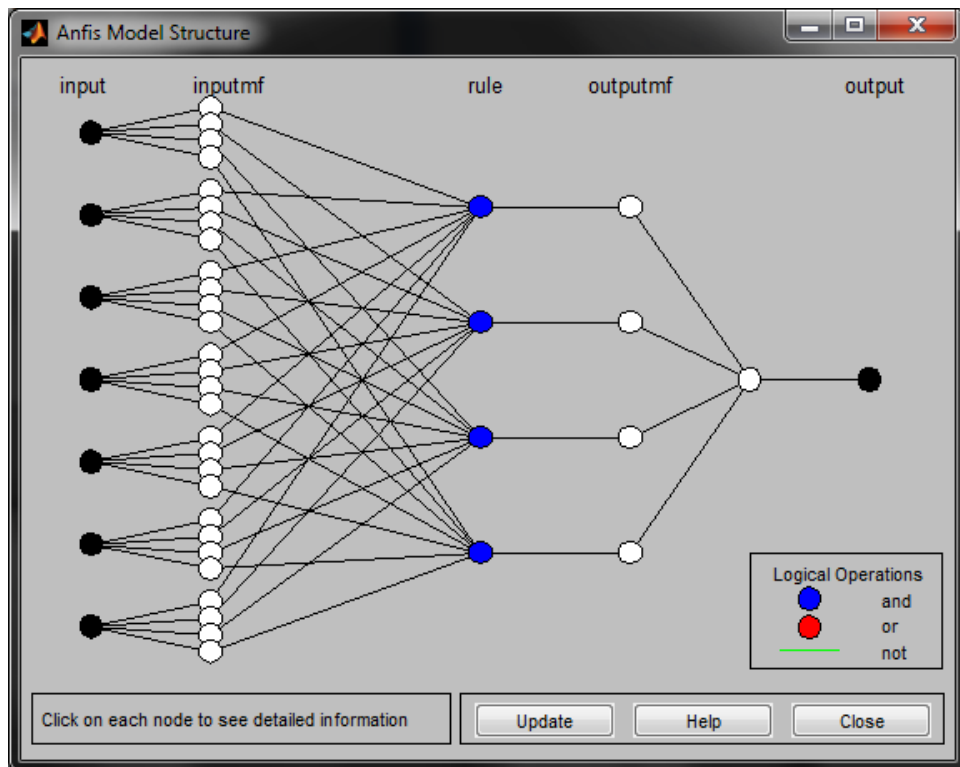 Anfis Model Structure
input inputmf rule outputmf output
Logical Operations
and
or
not
Click on each node to see detailed information
Update Help Close